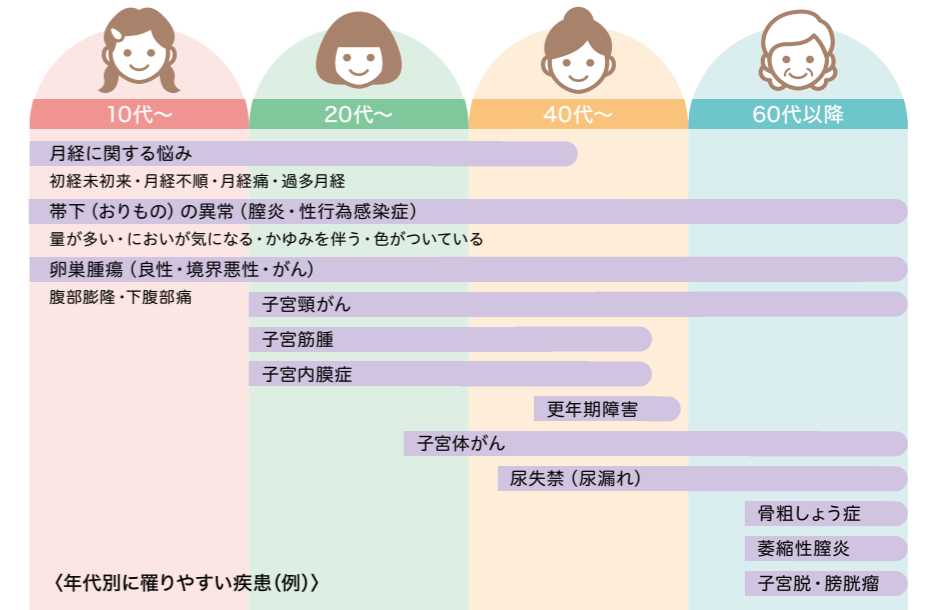 10代〜
20代〜
40代〜
60代以降
月経に関する悩み
初経未初来・月経不順・月経痛・過多月経
帯下（おりもの）の異常（膣炎・性行為感染症）
量が多い・においが気になる・かゆみを伴う・色がついている
卵巣腫瘍（良性・境界悪性・がん）
腹部膨隆・下腹部痛
子宮頸がん
子宮筋腫
子宮内膜症
更年期障害
子宮体がん
尿失禁（尿漏れ）
骨粗しょう症
萎縮性膣炎
子宮脱・膀胱瘤
〈年代別に罹りやすい疾患（例）〉